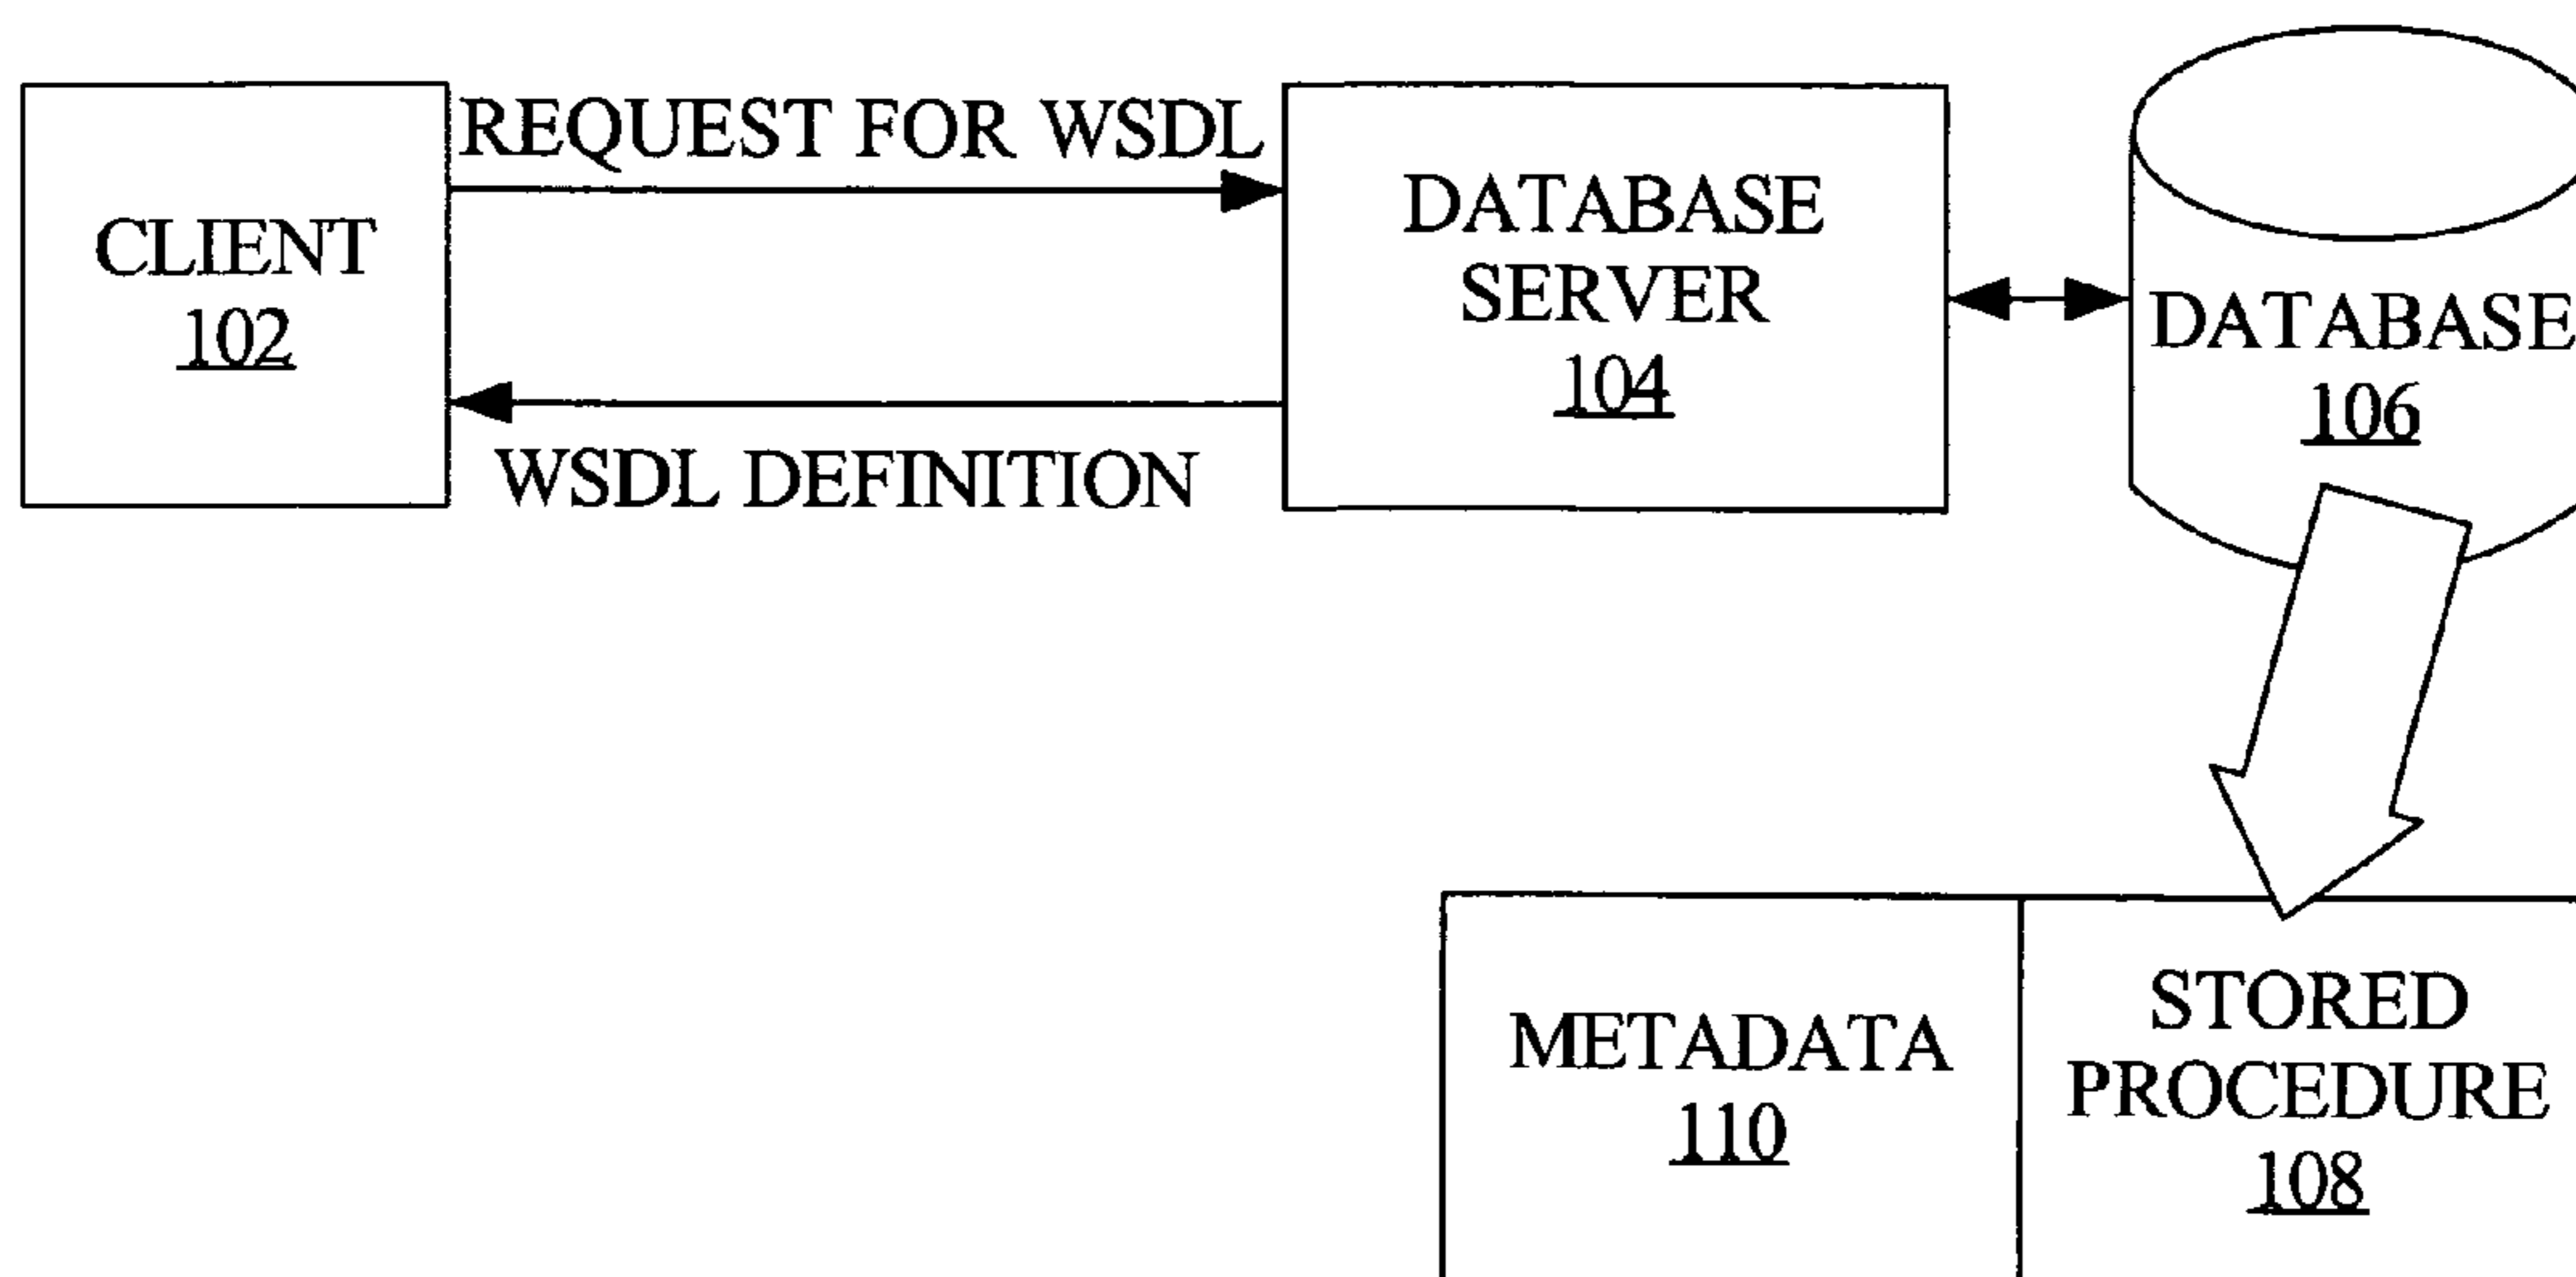 REQUEST FOR WSDL
CLIENT
102
WSDL DEFINITION
DATABASE
SERVER
104
DATABASE
106
METADATA
110
STORED
PROCEDURE
108